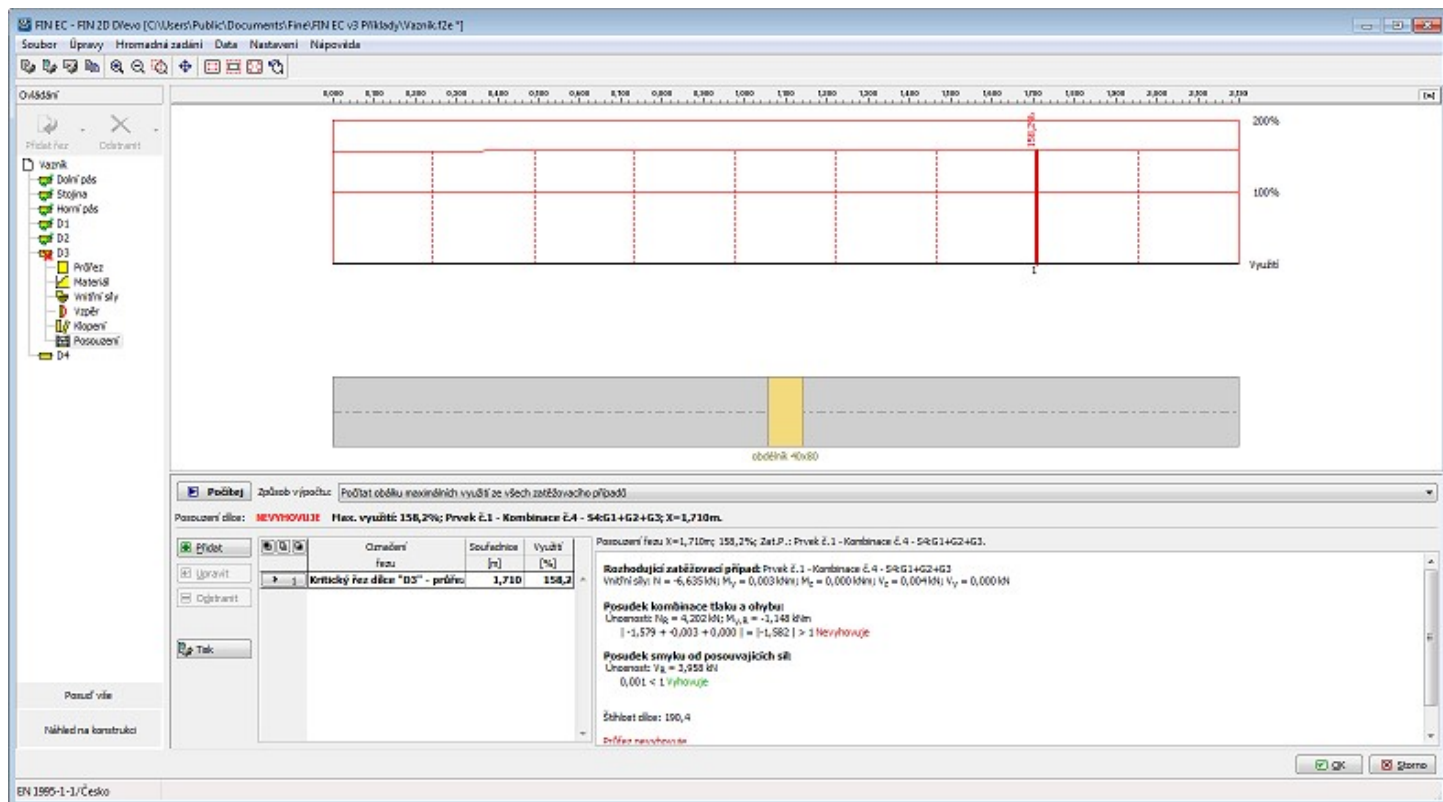 FIN EC - FIN 2D Dřevo [C:\Users\Public\Documents\Fine\FIN EC v3 Příklady\Vazník.f2e *]
Soubor Úpravy Hromadná zadání Data Nastavení Nápověda
Ovládání
Přidat řez Odstranit
Vazník
Dolní pás
Stojina
Horní pás
D1
D2
D3
Průřez
Materiál
Vnitřní síly
Vzpěr
Klopení
Posouzení
D4
Posuď vše
Náhled na konstrukci
[m]
158,2%
200%
100%
Využití
1
obdélník 40x80
Počítej Způsob výpočtu: Počítat obálku maximálních využití ze všech zatěžovacího případů
Posouzení dílce: NEVYHOVUJE Max. využití: 158,2%; Prvek č.1 - Kombinace č.4 - S4:G1+G2+G3; X=1,710m.
Přidat
Upravit
Odstranit
Tisk
Označení řezu Souřadnice [m] Využití [%]
1 Kritický řez dílce "D3" - průřez 1,710 158,2
Posouzení řezu X=1,710m; 158,2%; Zat.P.: Prvek č.1 - Kombinace č.4 - S4:G1+G2+G3.
Rozhodující zatěžovací případ: Prvek č.1 - Kombinace č.4 - S4:G1+G2+G3
Vnitřní síly: N = -6,635 kN; My = 0,003 kNm; Mz = 0,000 kNm; Vz = 0,004 kN; Vy = 0,000 kN
Posudek kombinace tlaku a ohybu:
Únosnosti: NR = 4,202 kN; My,R = -1,148 kNm
| -1,579 + -0,003 + 0,000 | = |-1,582 | > 1 Nevyhovuje
Posudek smyku od posouvajících sil:
Únosnost: VR = 3,958 kN
0,001 < 1 Vyhovuje
Štíhlost dílce: 190,4
Průřez nevyhovuje
OK Storno
EN 1995-1-1/Česko